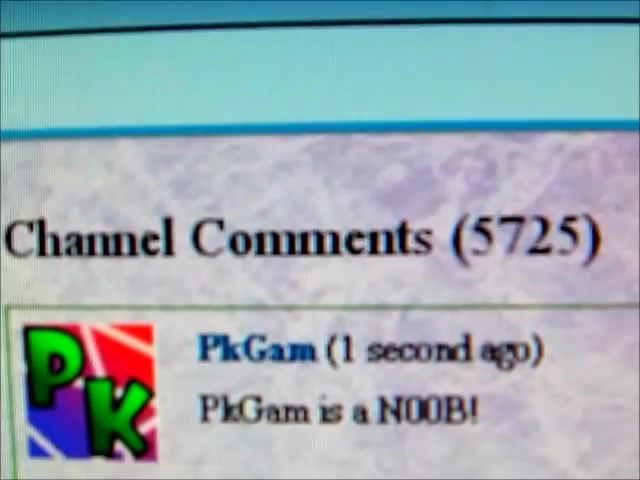 Channel Comments (5725)
PK
PkGam (1 second ago)
PkGam is a N00B!